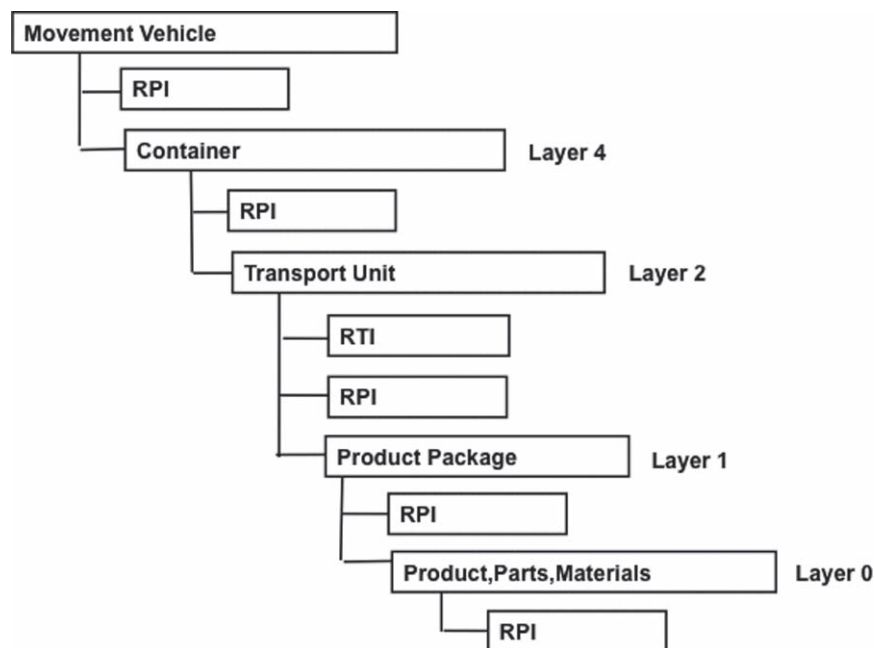 Movement Vehicle
RPI
Container
Layer 4
RPI
Transport Unit
Layer 2
RTI
RPI
Product Package
Layer 1
RPI
Product,Parts,Materials
Layer 0
RPI